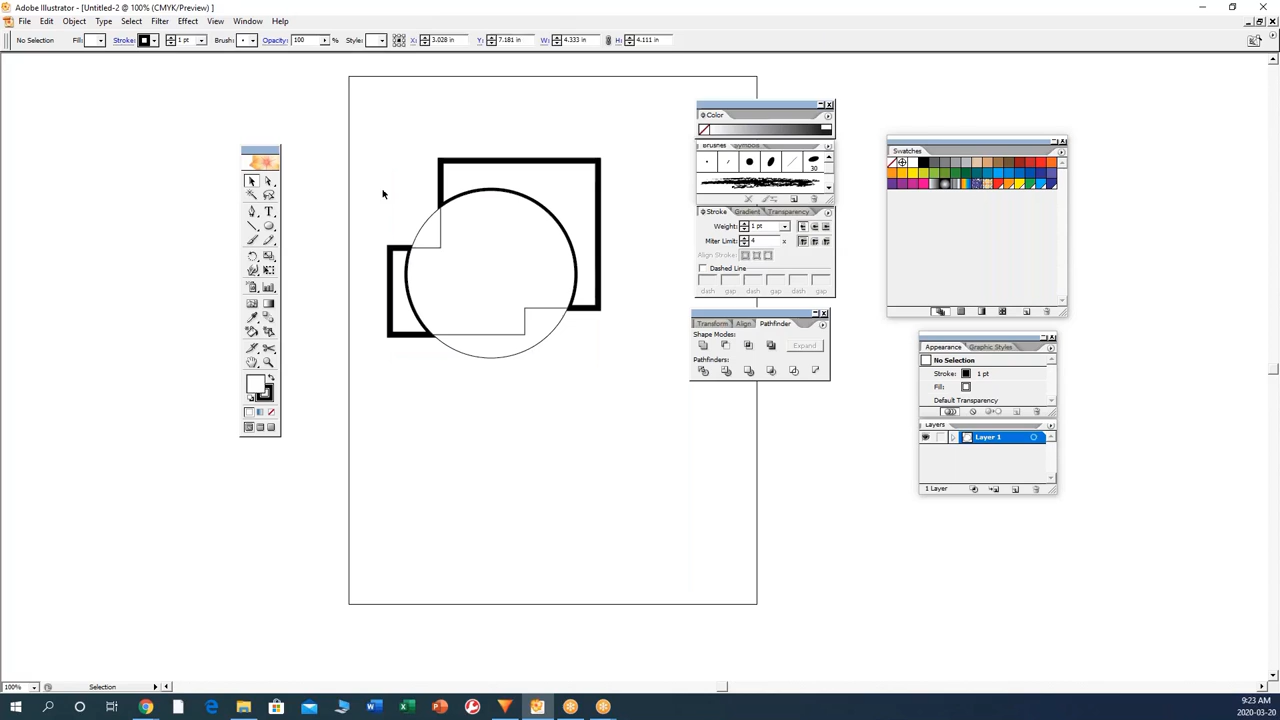 Adobe Illustrator - [Untitled-2 @ 100% (CMYK/Preview) ]
File Edit Object Type Select Filter Effect View Window Help
No Selection Fill: Stroke: 1 pt Brush: Opacity: 100 % Style: X: 3.028 in Y: 7.181 in W: 4.333 in H: 4.111 in
Color
Brushes Symbols
30
Stroke Gradient Transparency
Weight: 1 pt
Miter Limit: 4 x
Align Stroke:
Dashed Line
dash gap dash gap dash gap
Transform Align Pathfinder
Shape Modes:
Expand
Pathfinders:
Swatches
Appearance Graphic Styles
No Selection
Stroke: 1 pt
Fill:
Default Transparency
Layers
Layer 1
1 Layer
100% Selection
9:23 AM
2020-03-20